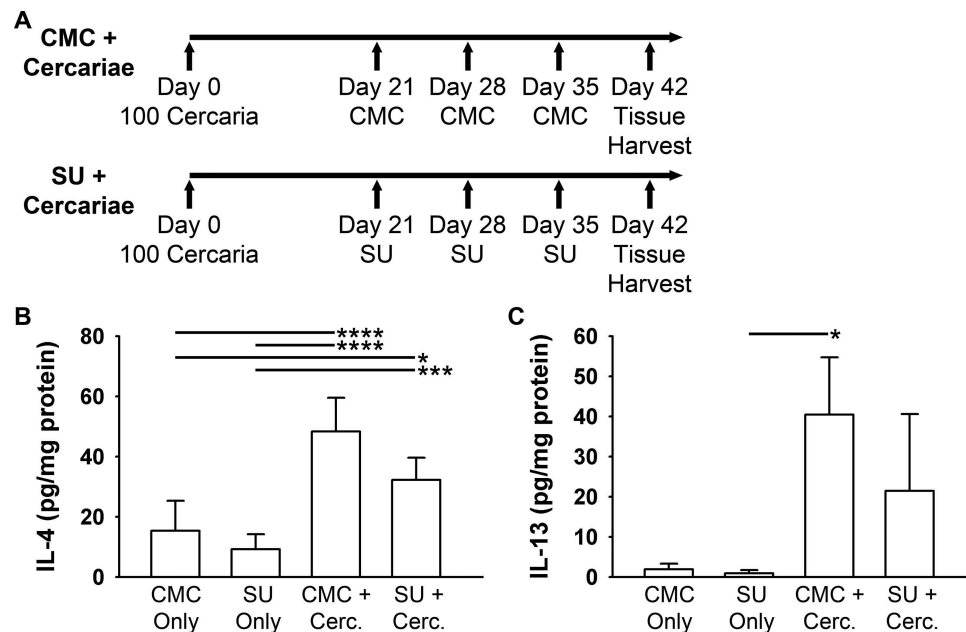 A
CMC +
Cercariae
Day 0
100 Cercaria
Day 21
CMC
Day 28
CMC
Day 35
CMC
Day 42
Tissue
Harvest
SU +
Cercariae
Day 0
100 Cercaria
Day 21
SU
Day 28
SU
Day 35
SU
Day 42
Tissue
Harvest
B
IL-4 (pg/mg protein)
80
60
40
20
0
****
****
*
***
CMC
Only
SU
Only
CMC +
Cerc.
SU +
Cerc.
C
IL-13 (pg/mg protein)
60
50
40
30
20
10
0
*
CMC
Only
SU
Only
CMC +
Cerc.
SU +
Cerc.